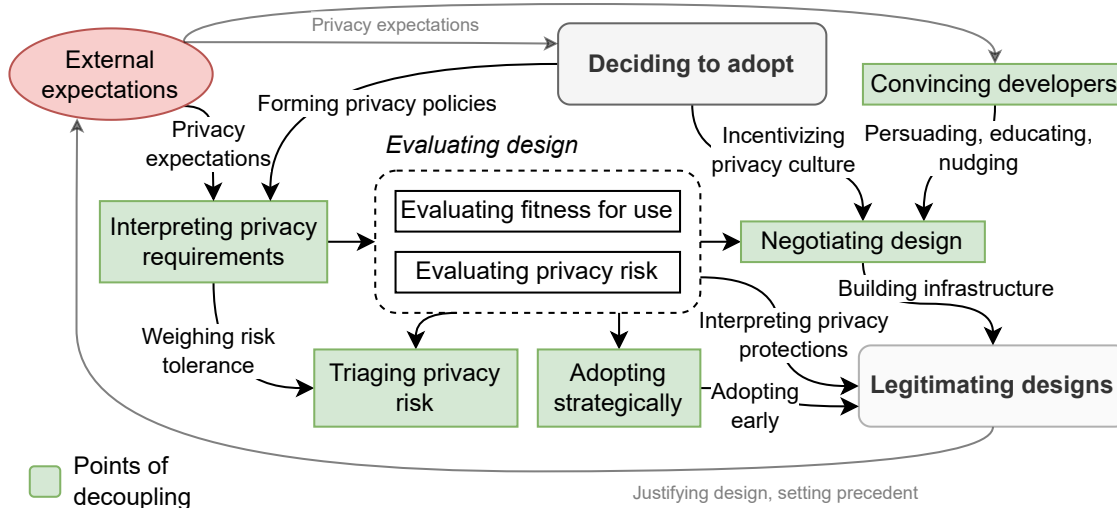 Privacy expectations
External
expectations
Deciding to adopt
Convincing developers
Forming privacy policies
Privacy
expectations
Incentivizing
privacy culture
Persuading, educating,
nudging
Evaluating design
Evaluating fitness for use
Evaluating privacy risk
Interpreting privacy
requirements
Negotiating design
Building infrastructure
Weighing risk
tolerance
Interpreting privacy
protections
Triaging privacy
risk
Adopting
strategically
Adopting
early
Legitimating designs
Points of
decoupling
Justifying design, setting precedent